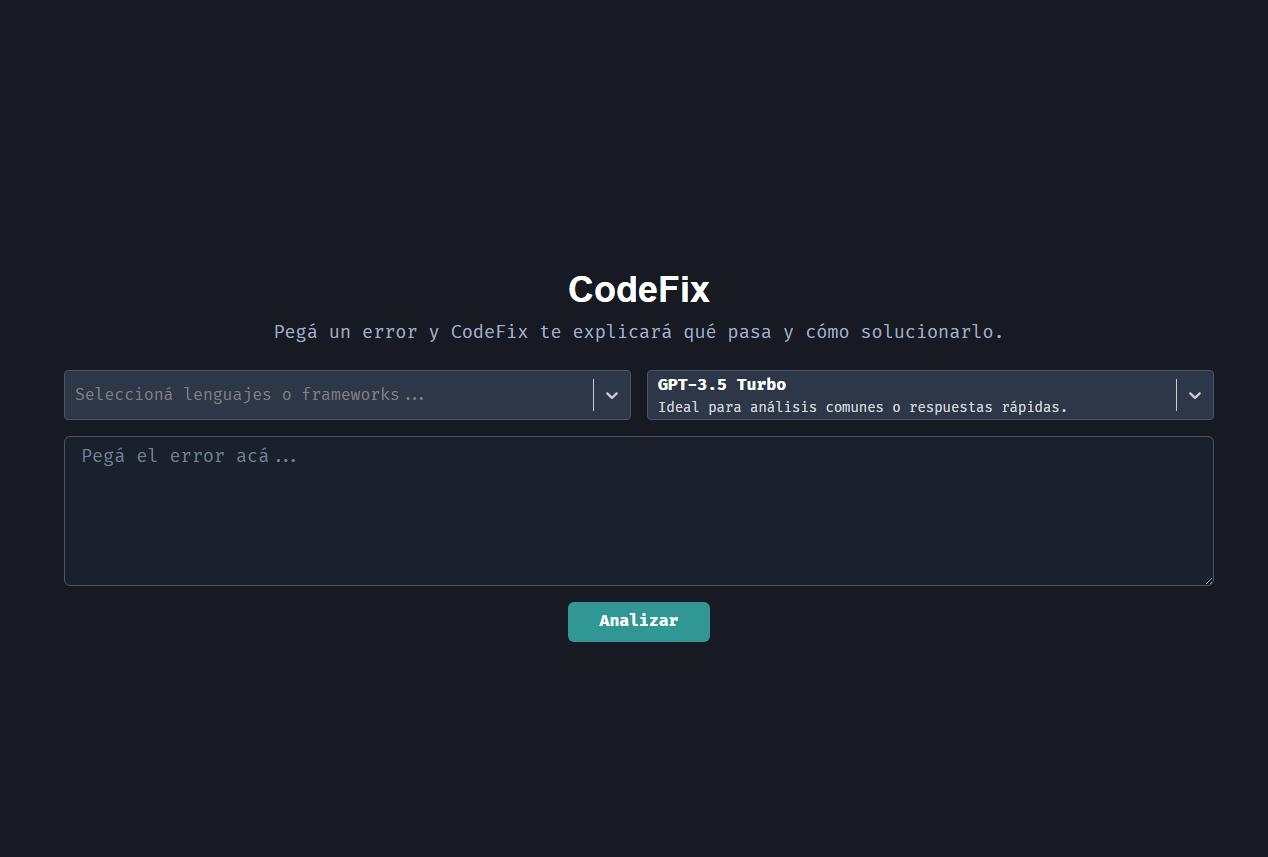 CodeFix
Pegá un error y CodeFix te explicará qué pasa y cómo solucionarlo.
Seleccioná lenguajes o frameworks...
GPT-3.5 Turbo
Ideal para análisis comunes o respuestas rápidas.
Pegá el error acá...
Analizar